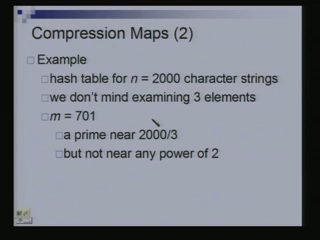 Compression Maps (2)
Example
hash table for n = 2000 character strings
we don't mind examining 3 elements
m = 701
a prime near 2000/3
but not near any power of 2